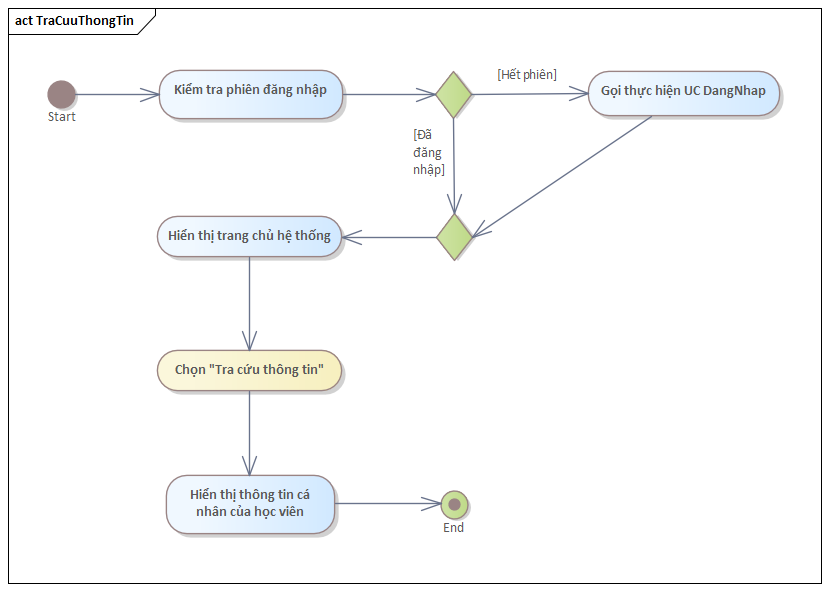 act TraCuuThongTin
Start
Kiểm tra phiên đăng nhập
[Hết phiên]
Gọi thực hiện UC DangNhap
[Đã
đăng
nhập]
Hiển thị trang chủ hệ thống
Chọn "Tra cứu thông tin"
Hiển thị thông tin cá
nhân của học viên
End